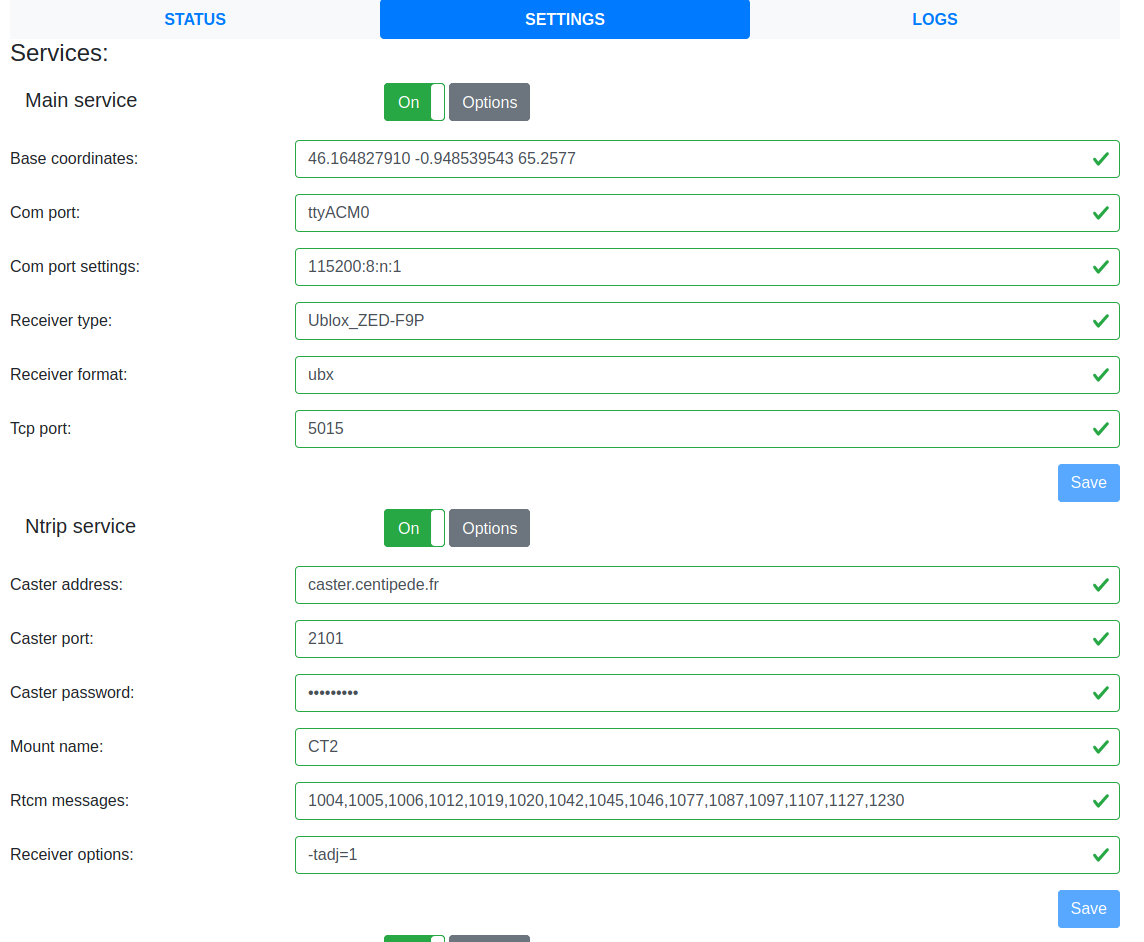 STATUS SETTINGS LOGS
Services:
Main service On Options
Base coordinates: 46.164827910 -0.948539543 65.2577
Com port: ttyACM0
Com port settings: 115200:8:n:1
Receiver type: Ublox_ZED-F9P
Receiver format: ubx
Tcp port: 5015
Save
Ntrip service On Options
Caster address: caster.centipede.fr
Caster port: 2101
Caster password: •••••••••
Mount name: CT2
Rtcm messages: 1004,1005,1006,1012,1019,1020,1042,1045,1046,1077,1087,1097,1107,1127,1230
Receiver options: -tadj=1
Save